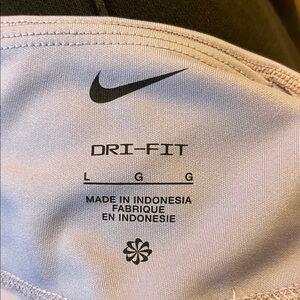 DRI-FIT
L G G
MADE IN INDONESIA
FABRIQUE
EN INDONESIE